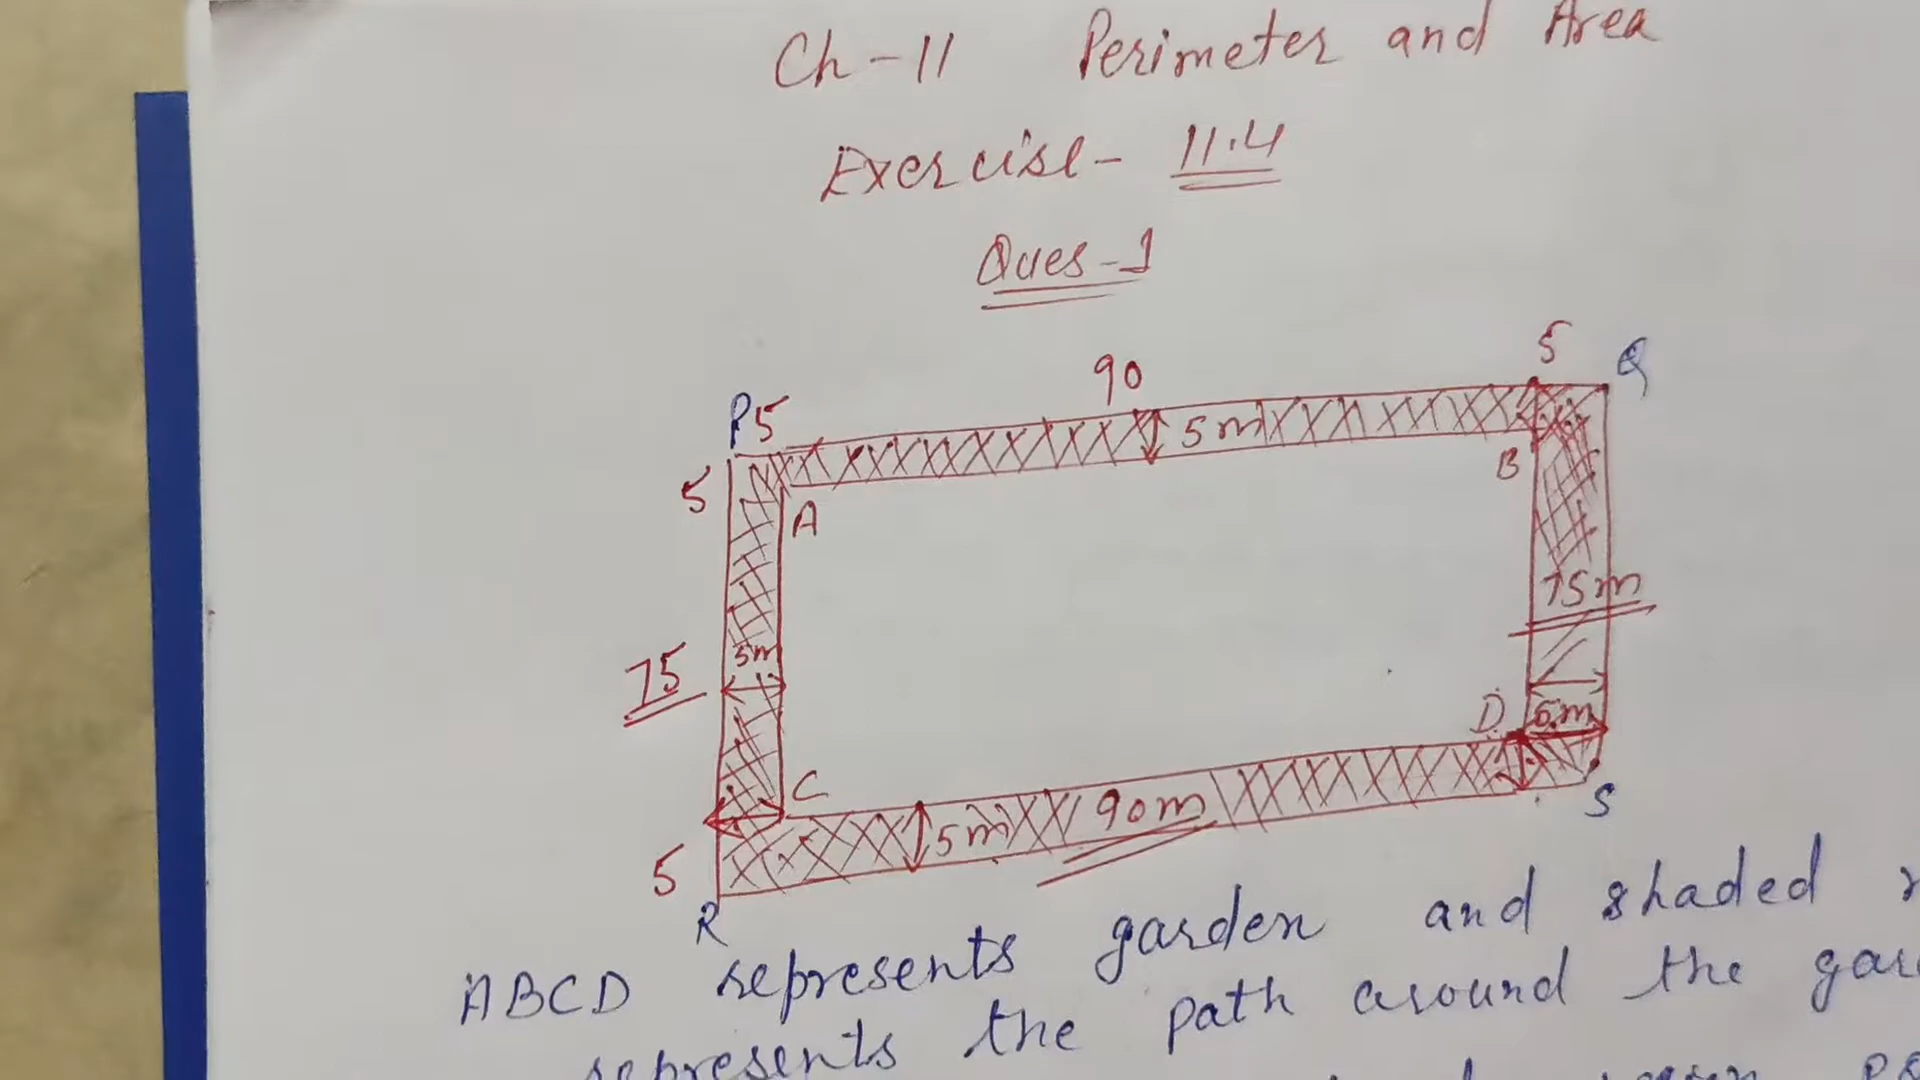 Ch-11 Perimeter and Area
Exercise- 11.4
Ques-1
5 Q
90
P5
5m
5
B
A
75m
5m
75
D 5m
C
90m
5m
S
5
R
ABCD represents garden and shaded
represents the path around the